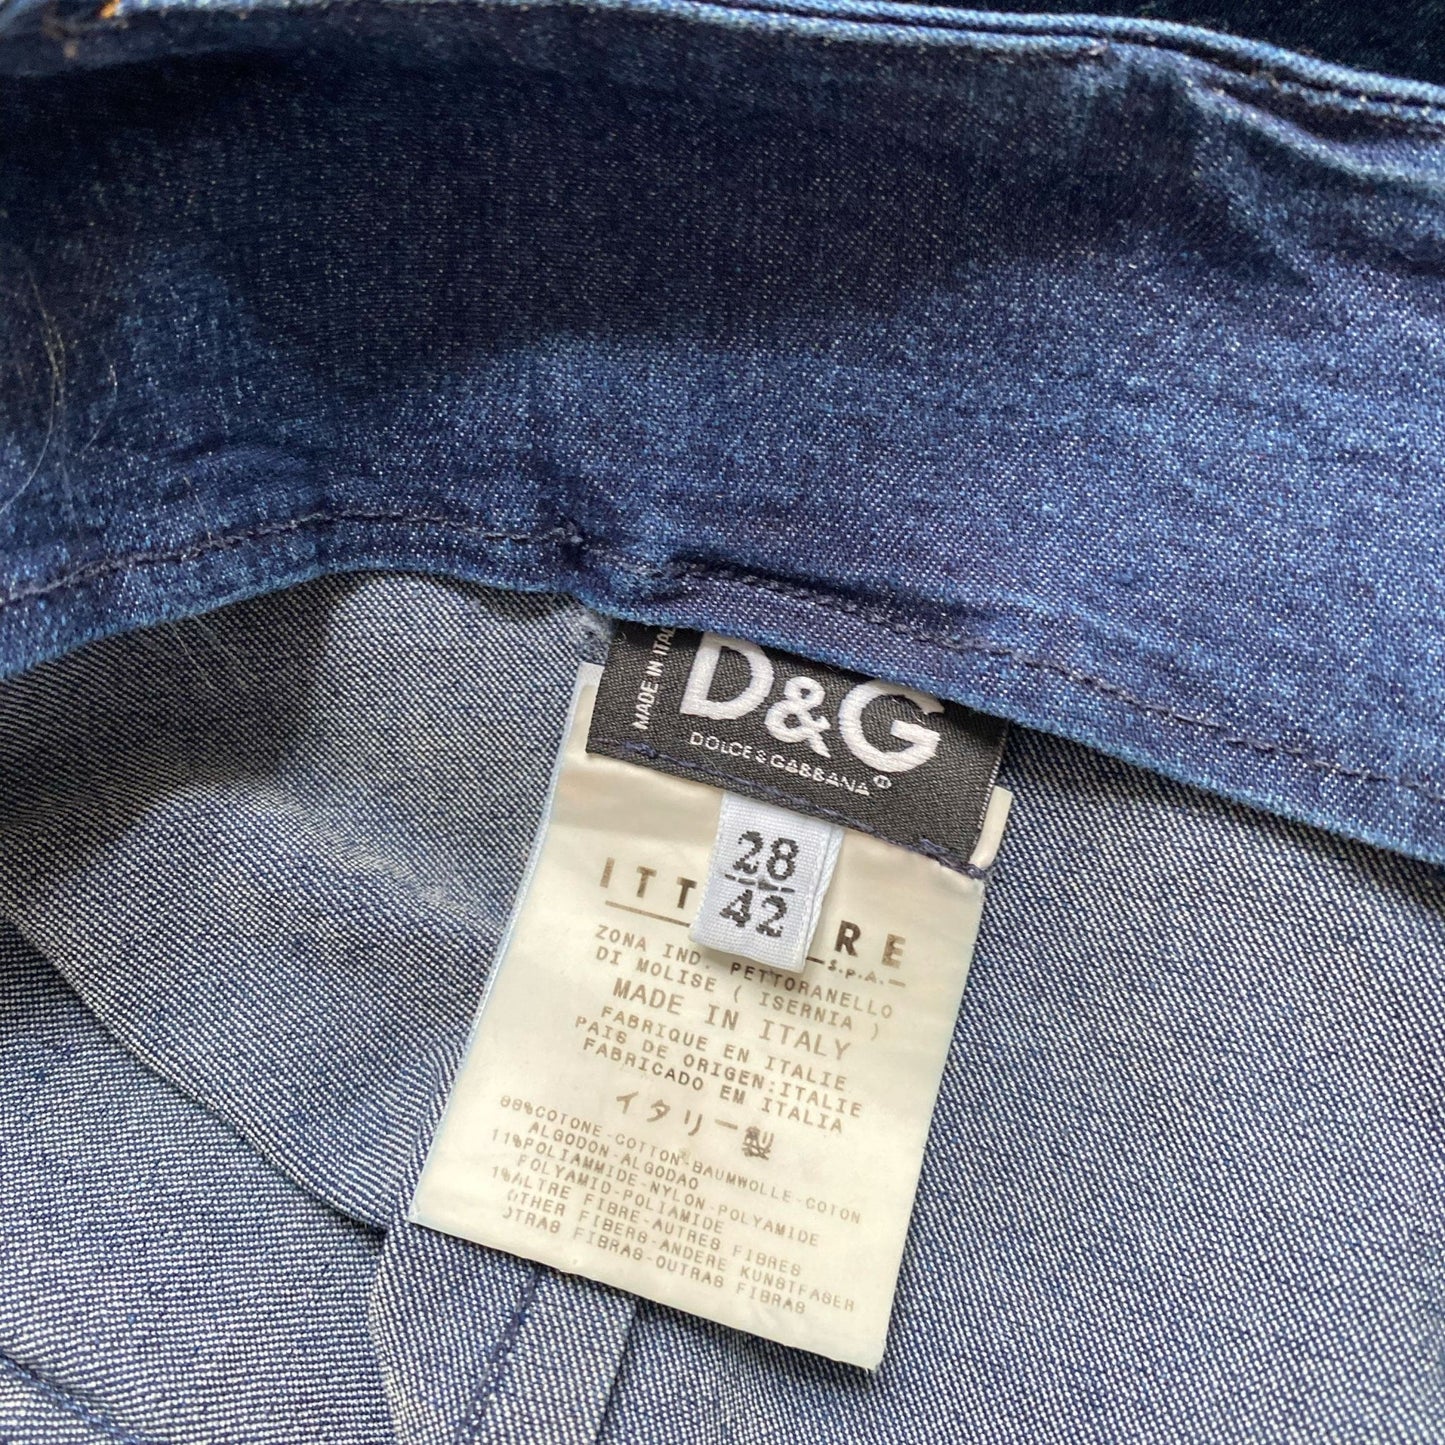 MADE IN ITAL
D&G
DOLCE & GABBANA
28
42
ITT RE
S.p.A.
ZONA IND. PETTORANELLO
DI MOLISE ( ISERNIA )
MADE IN ITALY
FABRIQUE EN ITALIE
PAIS DE ORIGEN:ITALIE
FABRICADO EM ITALIA
イタリー製
88%COTONE-COTTON-BAUMWOLLE-COTON
ALGODON-ALGODAO
11%POLIAMMIDE-NYLON-POLYAMIDE
POLYAMID-POLIAMIDE
1%ALTRE FIBRE-AUTRES FIBRES
OTHER FIBERS-ANDERE KUNSTFASER
OTRAS FIBRAS-OUTRAS FIBRAS